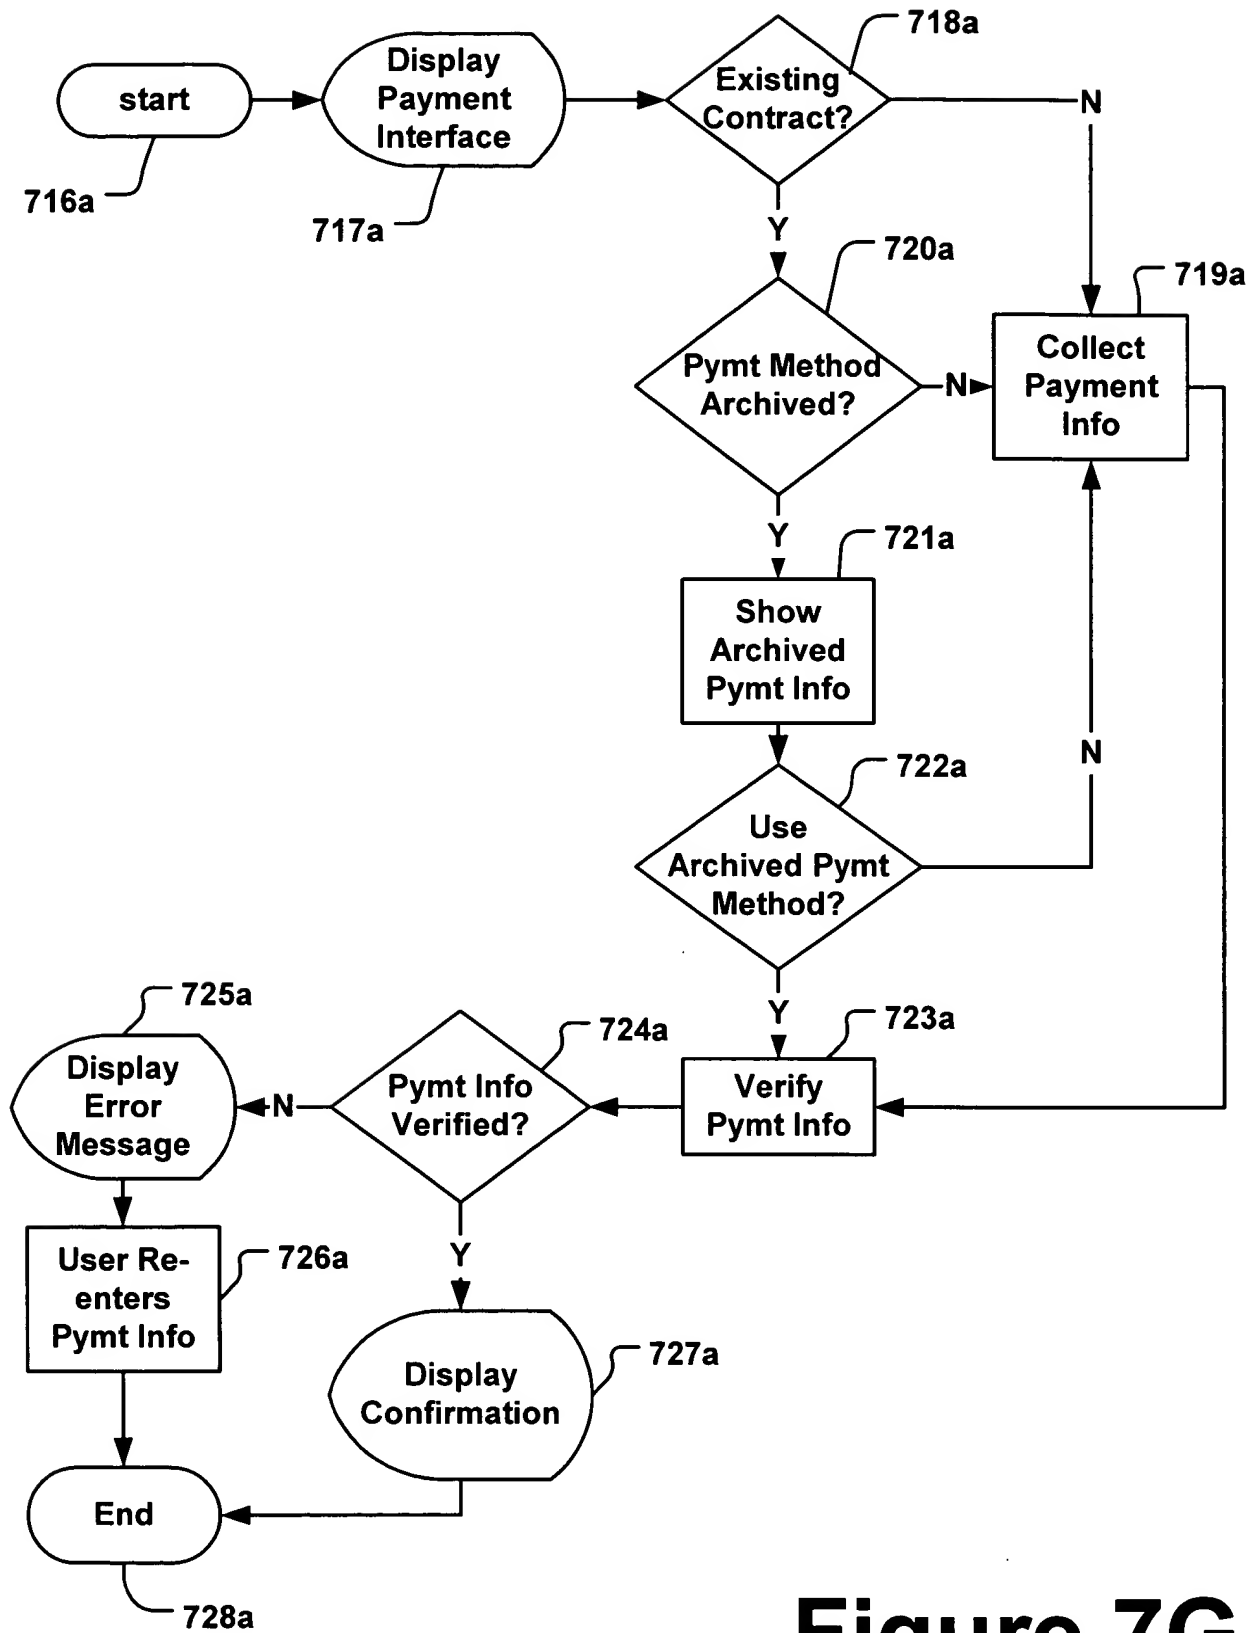 718a
start
Display
Payment
Interface
Existing
Contract?
N
716a
717a
Y
720a
719a
Pymt Method
Archived?
N
Collect
Payment
Info
Y
721a
Show
Archived
Pymt Info
N
722a
Use
Archived Pymt
Method?
Y
725a
724a
723a
Display
Error
Message
N
Pymt Info
Verified?
Verify
Pymt Info
Y
User Re-
enters
Pymt Info
726a
727a
Display
Confirmation
End
728a
Figure 7G